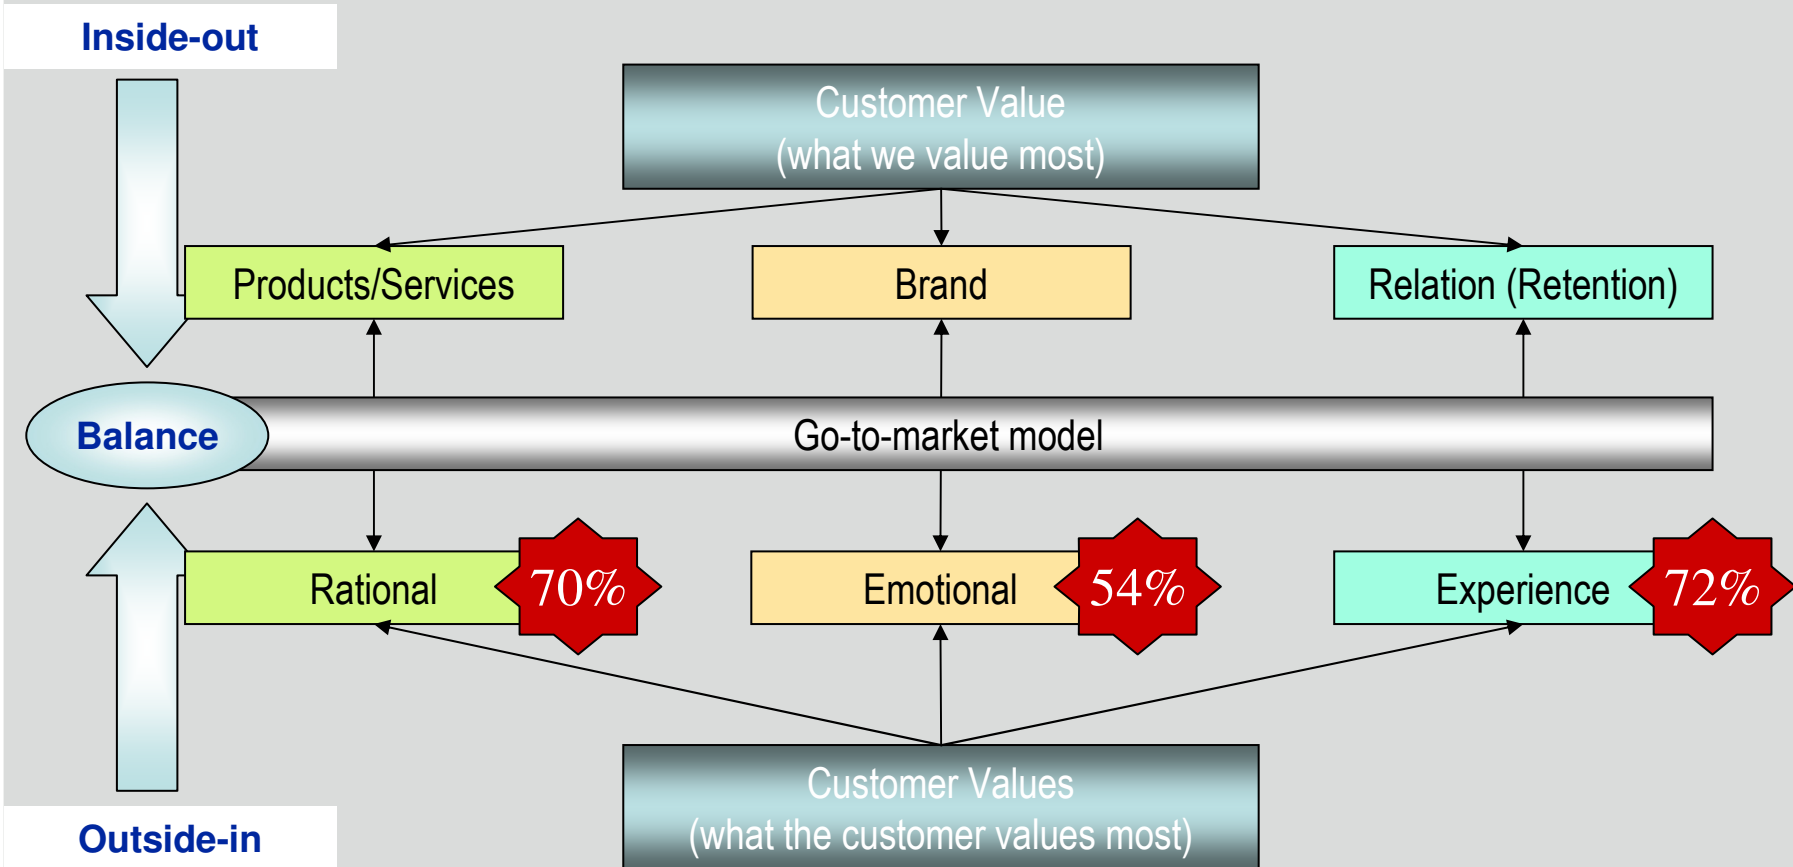 Inside-out
Customer Value
(what we value most)
Products/Services
Brand
Relation (Retention)
Balance
Go-to-market model
Rational
70%
Emotional
54%
Experience
72%
Customer Values
(what the customer values most)
Outside-in